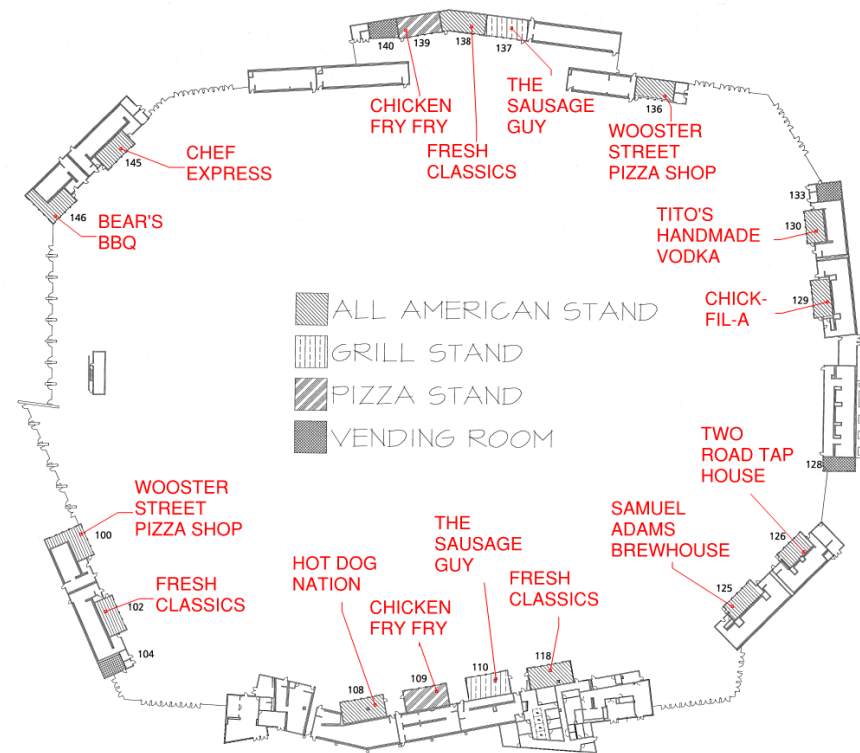 140
139
138
137
CHICKEN
FRY FRY
FRESH
CLASSICS
THE
SAUSAGE
GUY
136
WOOSTER
STREET
PIZZA SHOP
145
CHEF
EXPRESS
146
BEAR'S
BBQ
133
130
TITO'S
HANDMADE
VODKA
129
CHICK-
FIL-A
ALL AMERICAN STAND
GRILL STAND
PIZZA STAND
VENDING ROOM
128
TWO
ROAD TAP
HOUSE
126
SAMUEL
ADAMS
BREWHOUSE
125
WOOSTER
STREET
PIZZA SHOP
100
FRESH
CLASSICS
102
104
HOT DOG
NATION
108
CHICKEN
FRY FRY
109
THE
SAUSAGE
GUY
110
FRESH
CLASSICS
118